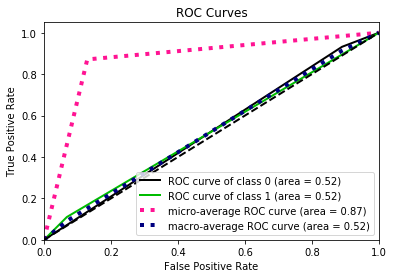 ROC Curves
True Positive Rate
1.0
0.8
0.6
0.4
0.2
0.0
ROC curve of class 0 (area = 0.52)
ROC curve of class 1 (area = 0.52)
micro-average ROC curve (area = 0.87)
macro-average ROC curve (area = 0.52)
0.0 0.2 0.4 0.6 0.8 1.0
False Positive Rate